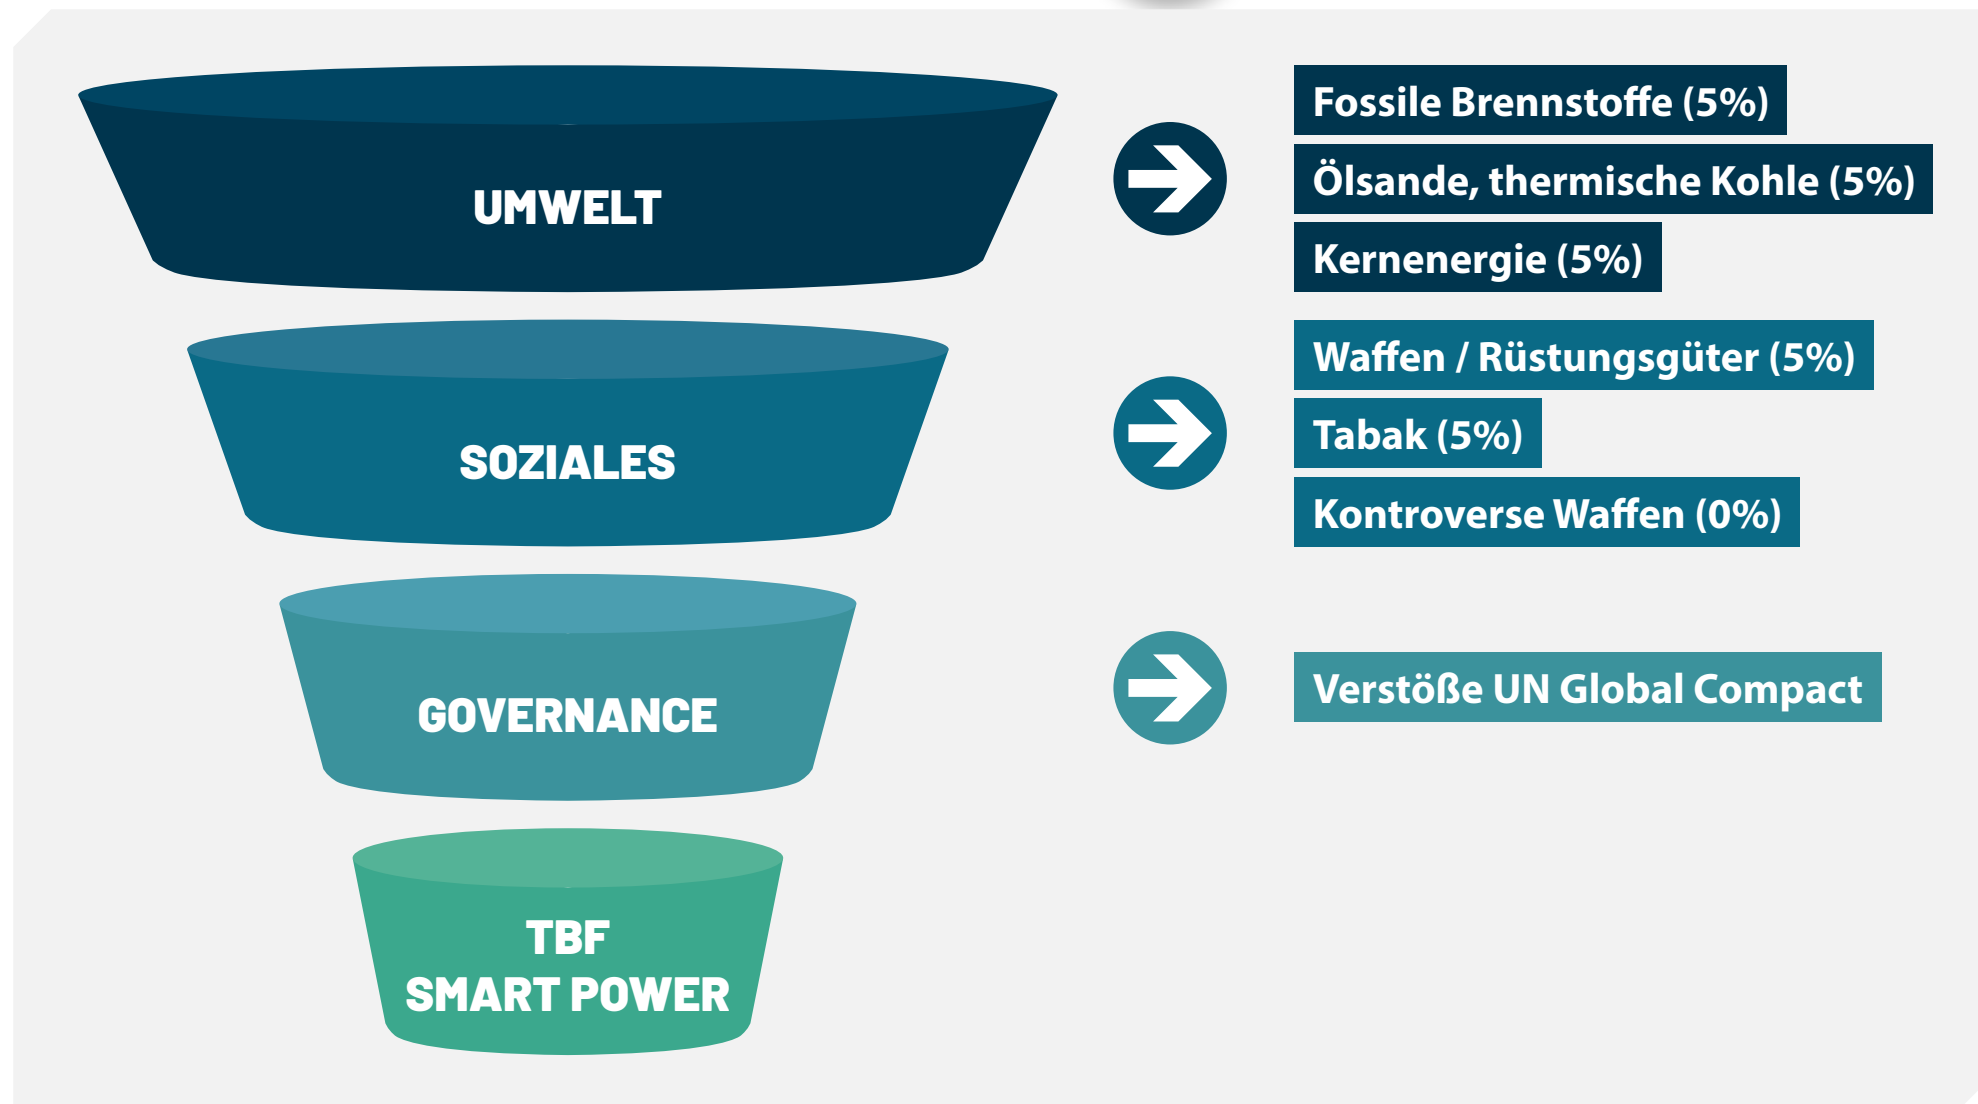 UMWELT
Fossile Brennstoffe (5%)
Ölsande, thermische Kohle (5%)
Kernenergie (5%)
SOZIALES
Waffen / Rüstungsgüter (5%)
Tabak (5%)
Kontroverse Waffen (0%)
GOVERNANCE
Verstöße UN Global Compact
TBF
SMART POWER